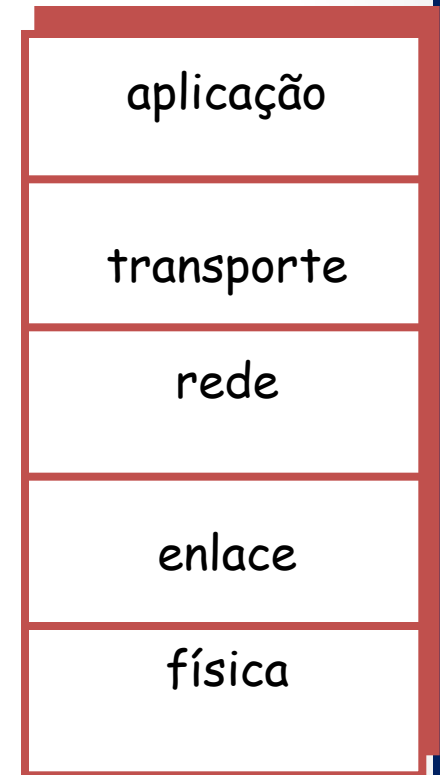 aplicação
transporte
rede
enlace
física